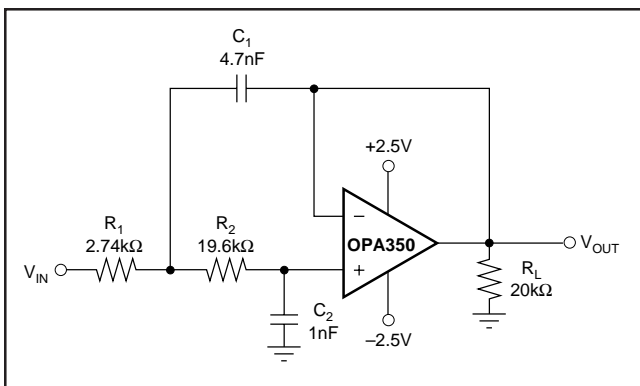 C1
4.7nF
+2.5V
R1
2.74kΩ
R2
19.6kΩ
−
OPA350
+
VIN
VOUT
RL
20kΩ
C2
1nF
−2.5V